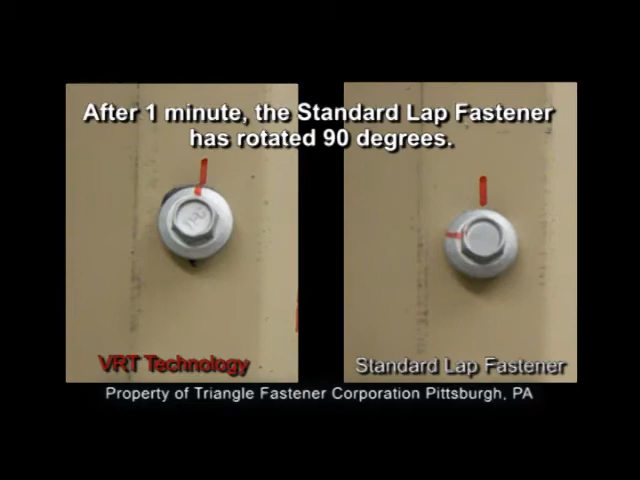 After 1 minute, the Standard Lap Fastener
has rotated 90 degrees.
VRT Technology
Standard Lap Fastener
Property of Triangle Fastener Corporation Pittsburgh, PA